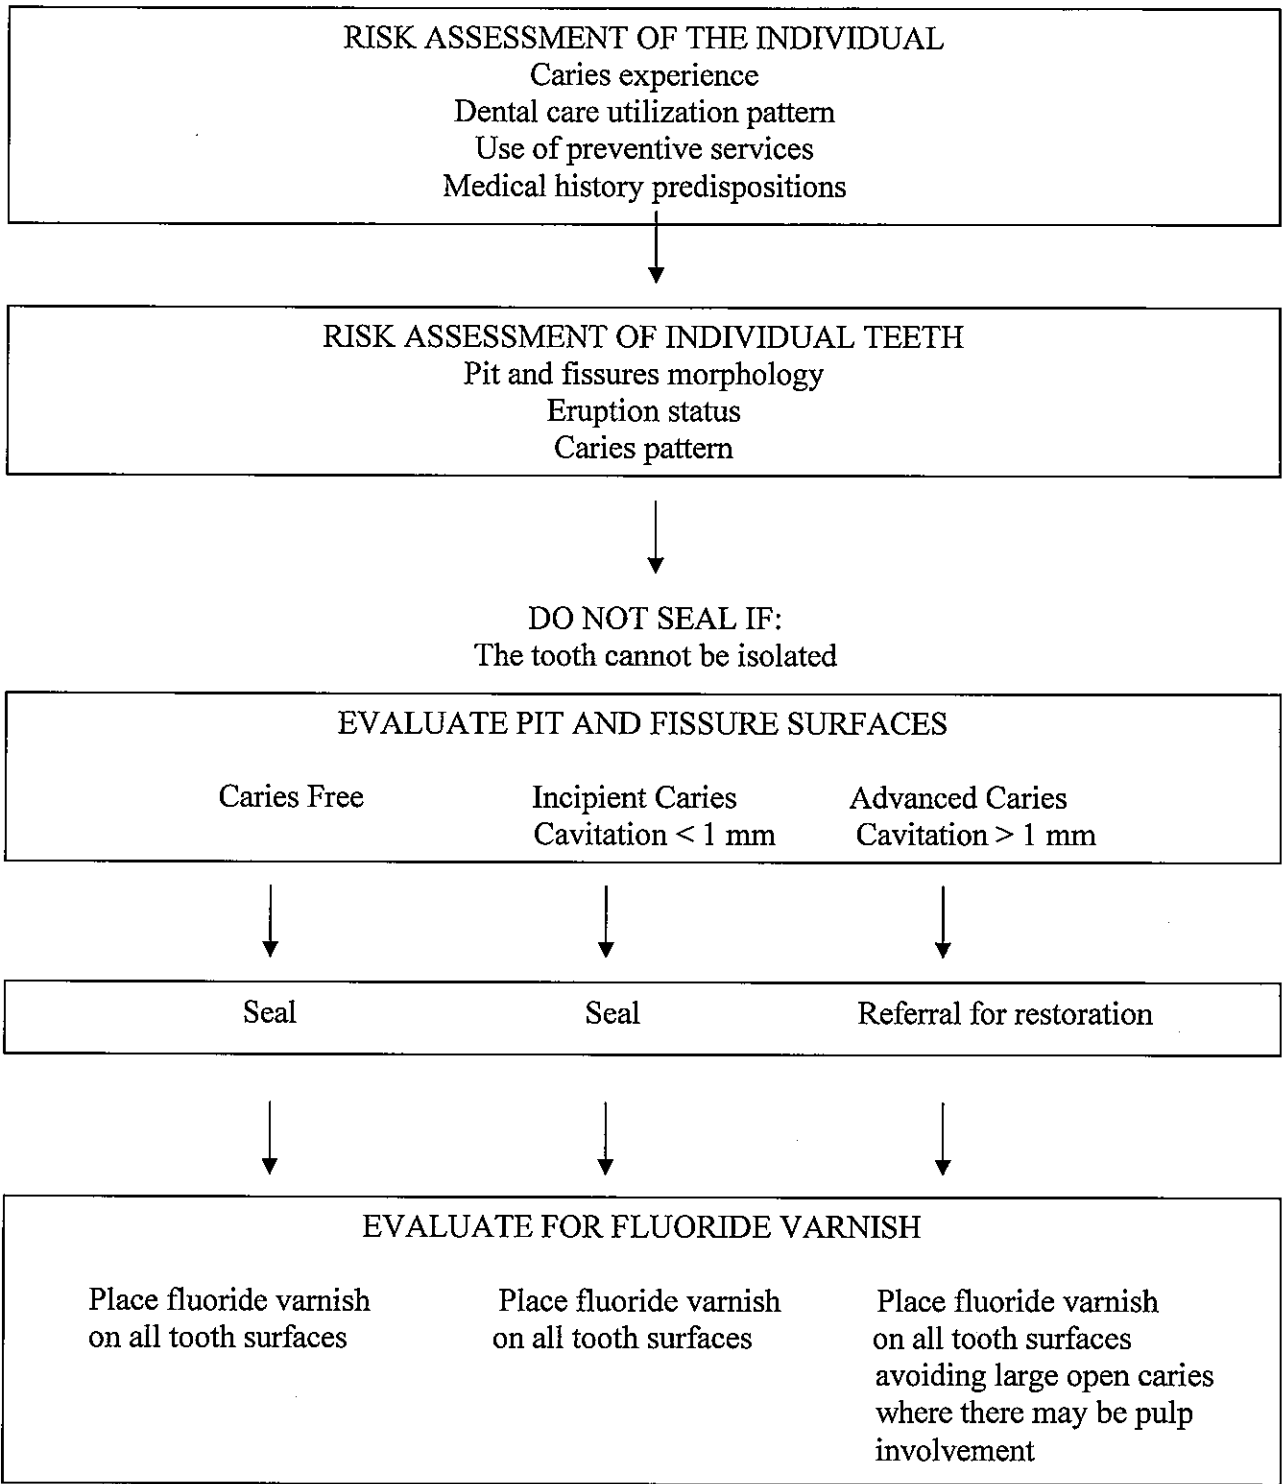 RISK ASSESSMENT OF THE INDIVIDUAL
Caries experience
Dental care utilization pattern
Use of preventive services
Medical history predispositions
RISK ASSESSMENT OF INDIVIDUAL TEETH
Pit and fissures morphology
Eruption status
Caries pattern
DO NOT SEAL IF:
The tooth cannot be isolated
EVALUATE PIT AND FISSURE SURFACES
Caries Free
Incipient Caries
Cavitation < 1 mm
Advanced Caries
Cavitation > 1 mm
Seal
Seal
Referral for restoration
EVALUATE FOR FLUORIDE VARNISH
Place fluoride varnish
on all tooth surfaces
Place fluoride varnish
on all tooth surfaces
Place fluoride varnish
on all tooth surfaces
avoiding large open caries
where there may be pulp
involvement